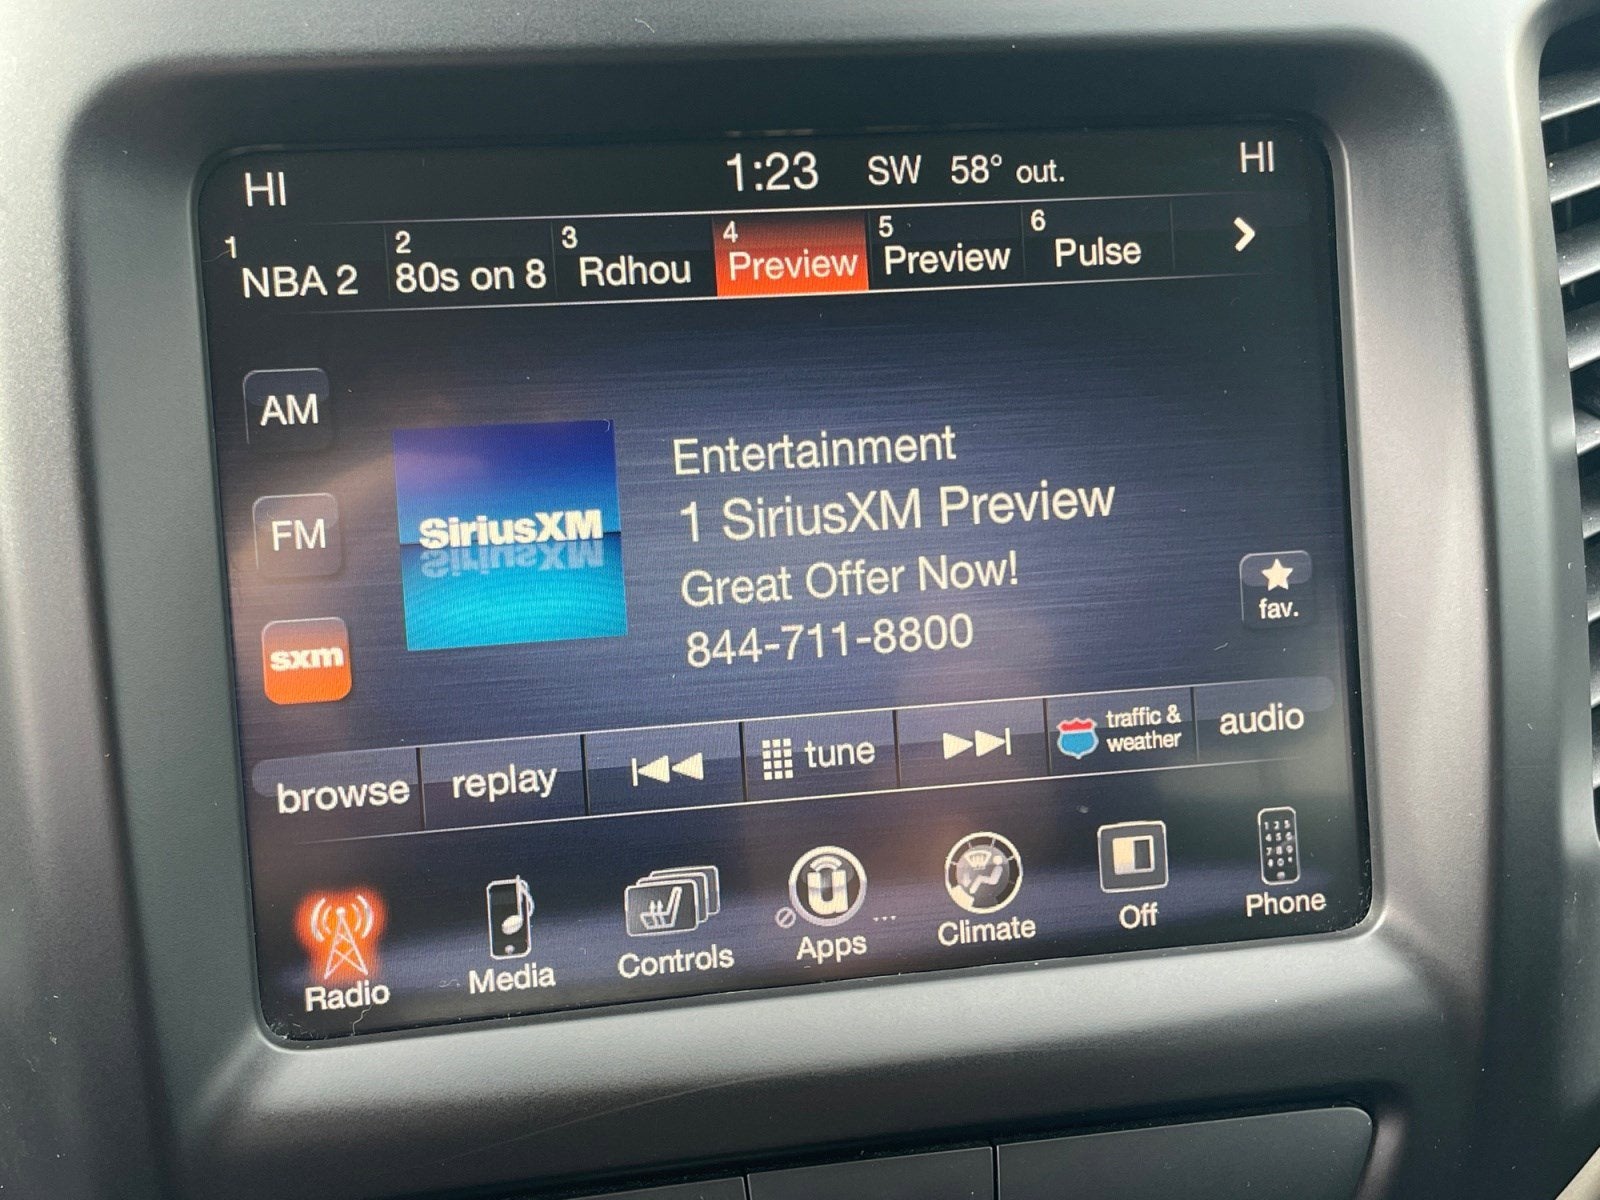 HI 1:23 SW 58° out. HI
1 NBA 2 2 80s on 8 3 Rdhou 4 Preview 5 Preview 6 Pulse
AM
FM
sxm
SiriusXM
Entertainment
1 SiriusXM Preview
Great Offer Now!
844-711-8800
fav.
browse replay tune traffic & weather audio
Radio Media Controls Apps Climate Off Phone